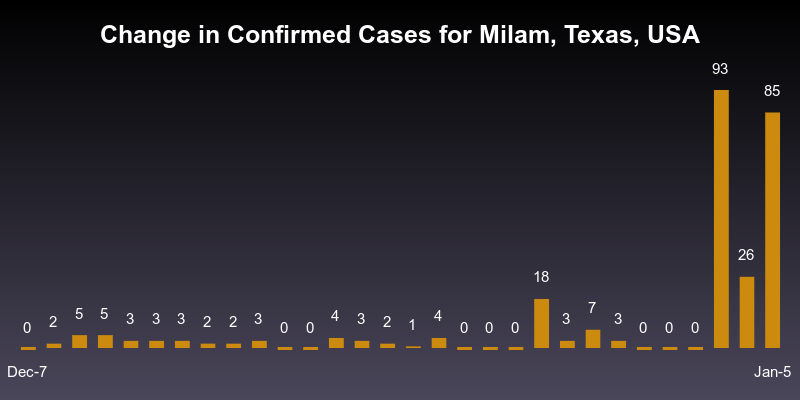 Change in Confirmed Cases for Milam, Texas, USA
0 2 5 5 3 3 3 2 2 3 0 0 4 3 2 1 4 0 0 0 18 3 7 3 0 0 0 93 26 85
Dec-7 Jan-5